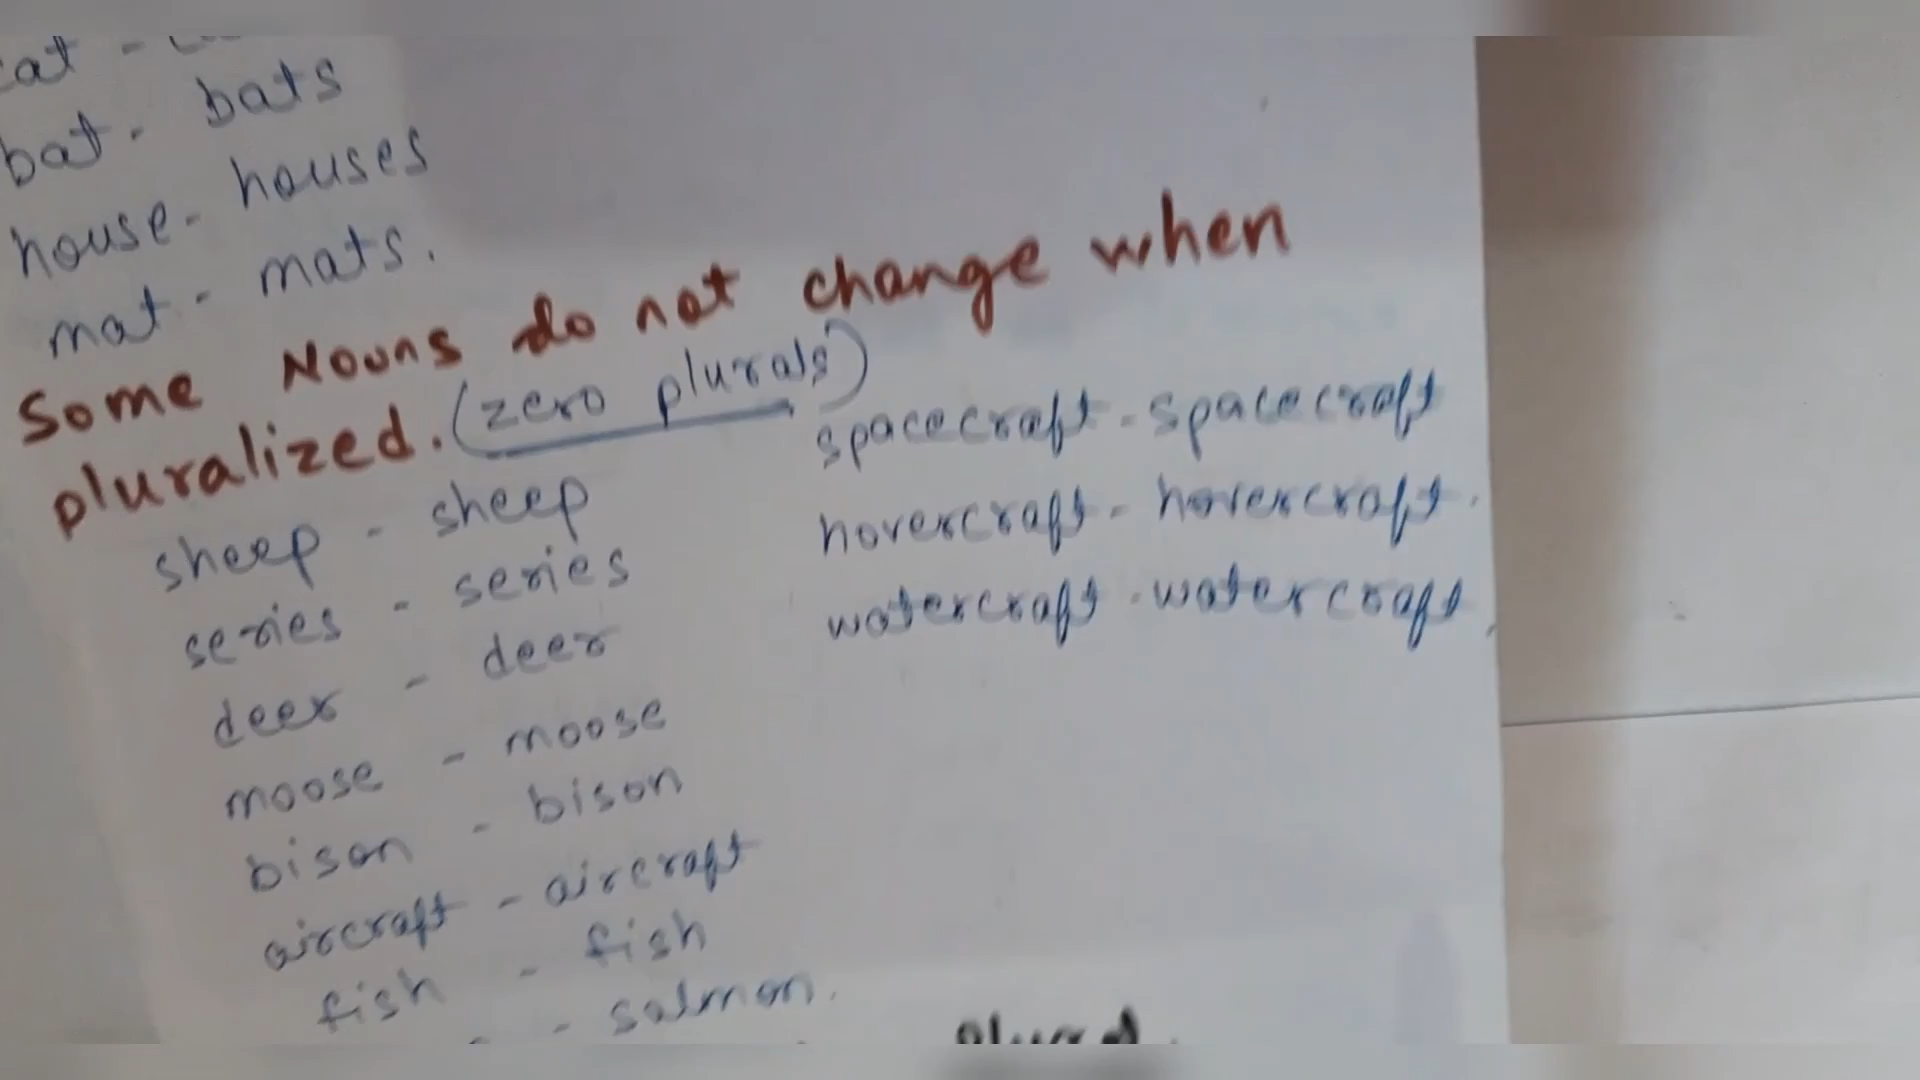 bat - bats
house - houses
mat - mats.
Some Nouns do not change when
pluralized. (zero plurals)
sheep - sheep
series - series
deer - deer
moose - moose
bison - bison
aircraft - aircraft
fish - fish
- salmon.
spacecraft - spacecraft
hovercraft - hovercraft.
watercraft - watercraft